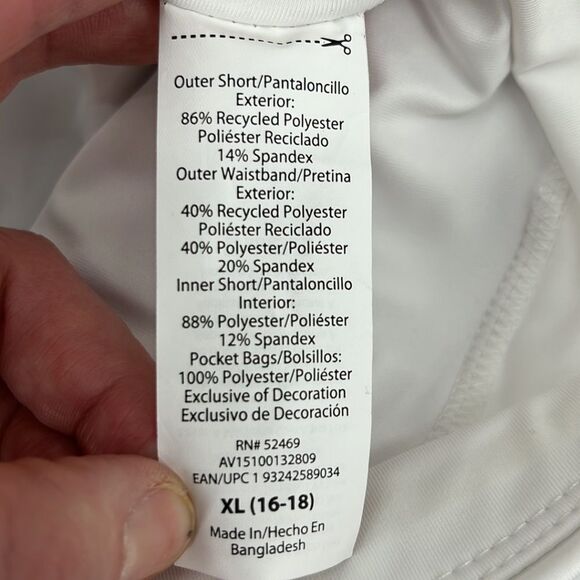 Outer Short/Pantaloncillo
Exterior:
86% Recycled Polyester
Poliéster Reciclado
14% Spandex
Outer Waistband/Pretina
Exterior:
40% Recycled Polyester
Poliéster Reciclado
40% Polyester/Poliéster
20% Spandex
Inner Short/Pantaloncillo
Interior:
88% Polyester/Poliéster
12% Spandex
Pocket Bags/Bolsillos:
100% Polyester/Poliéster
Exclusive of Decoration
Exclusivo de Decoración
RN# 52469
AV15100132809
EAN/UPC 1 93242589034
XL (16-18)
Made In/Hecho En
Bangladesh